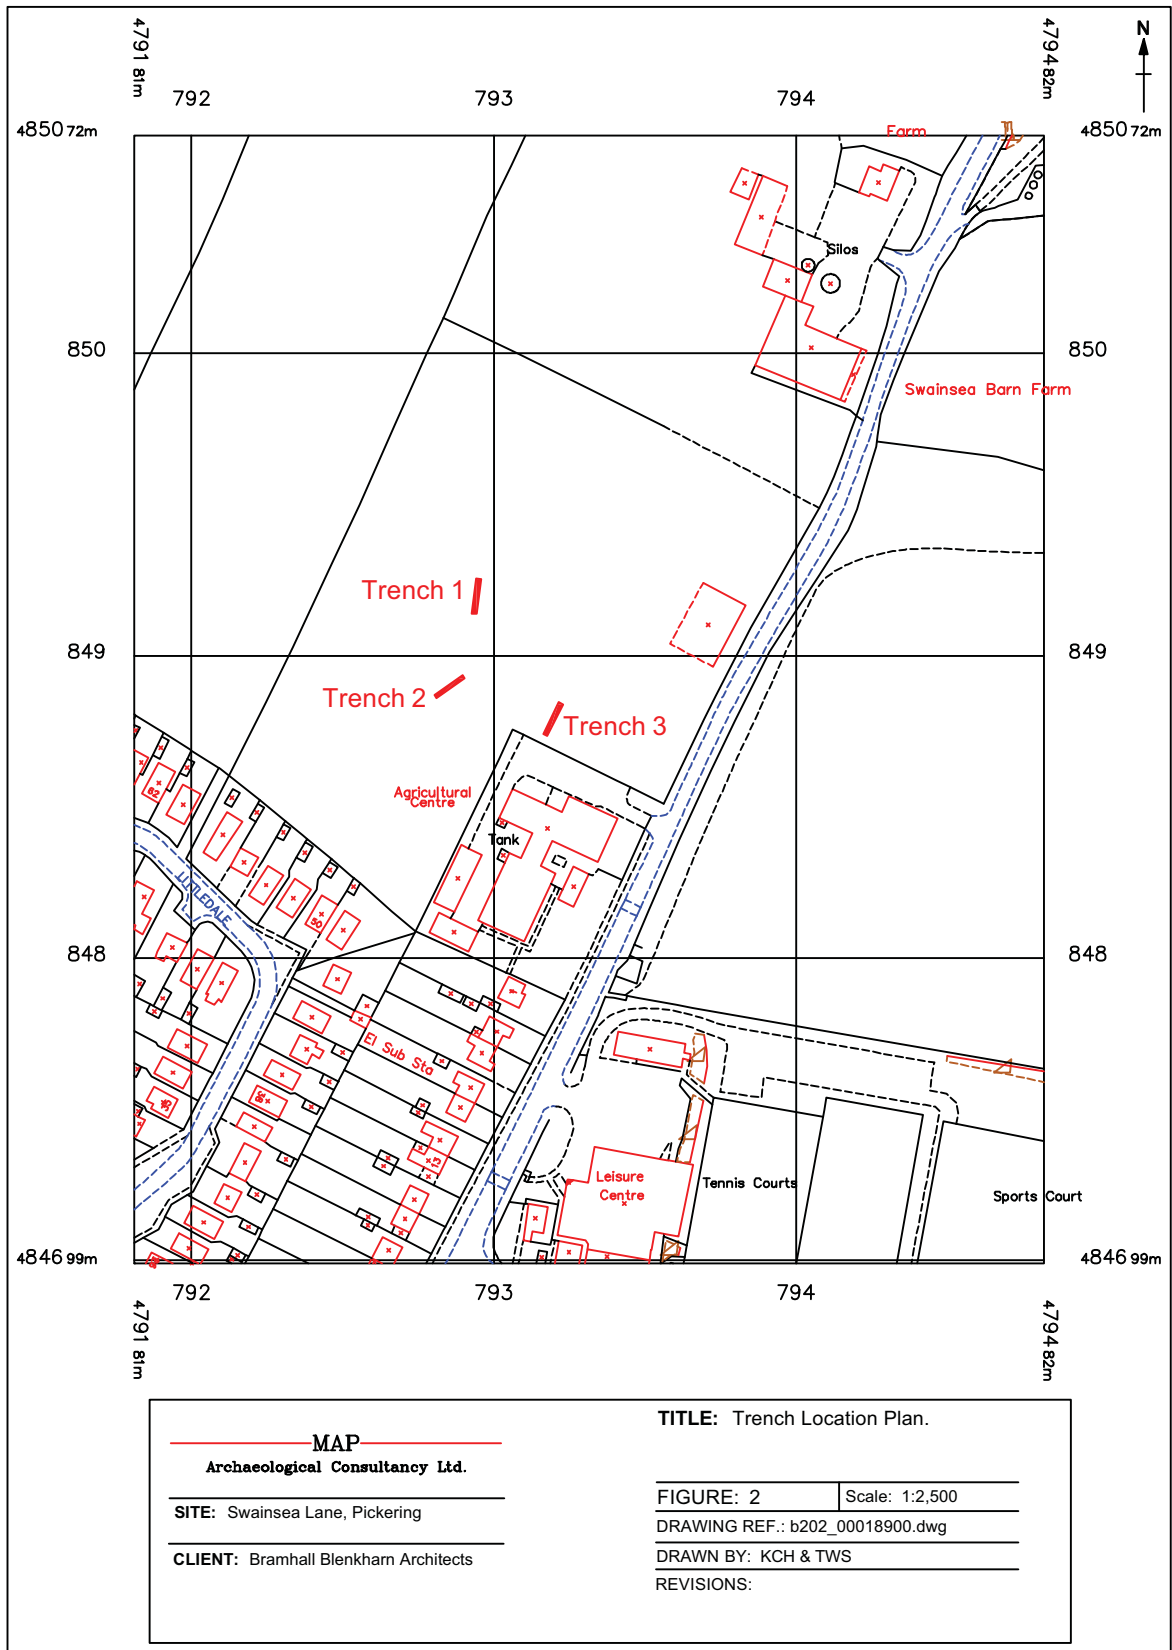 N
4791 81m
4794 82m
792
793
794
4850 72m
4850 72m
Farm
Silos
850
850
Swainsea Barn Farm
Trench 1
849
849
Trench 2
Trench 3
Agricultural
Centre
62
Tank
LITTLEDALE
50
848
848
1
El Sub Sta
13
Leisure
Centre
Tennis Courts
Sports Court
4846 99m
4846 99m
792
793
794
4791 81m
4794 82m
MAP
Archaeological Consultancy Ltd.
SITE: Swainsea Lane, Pickering
CLIENT: Bramhall Blenkharn Architects
TITLE: Trench Location Plan.
FIGURE: 2
Scale: 1:2,500
DRAWING REF.: b202_00018900.dwg
DRAWN BY: KCH & TWS
REVISIONS: